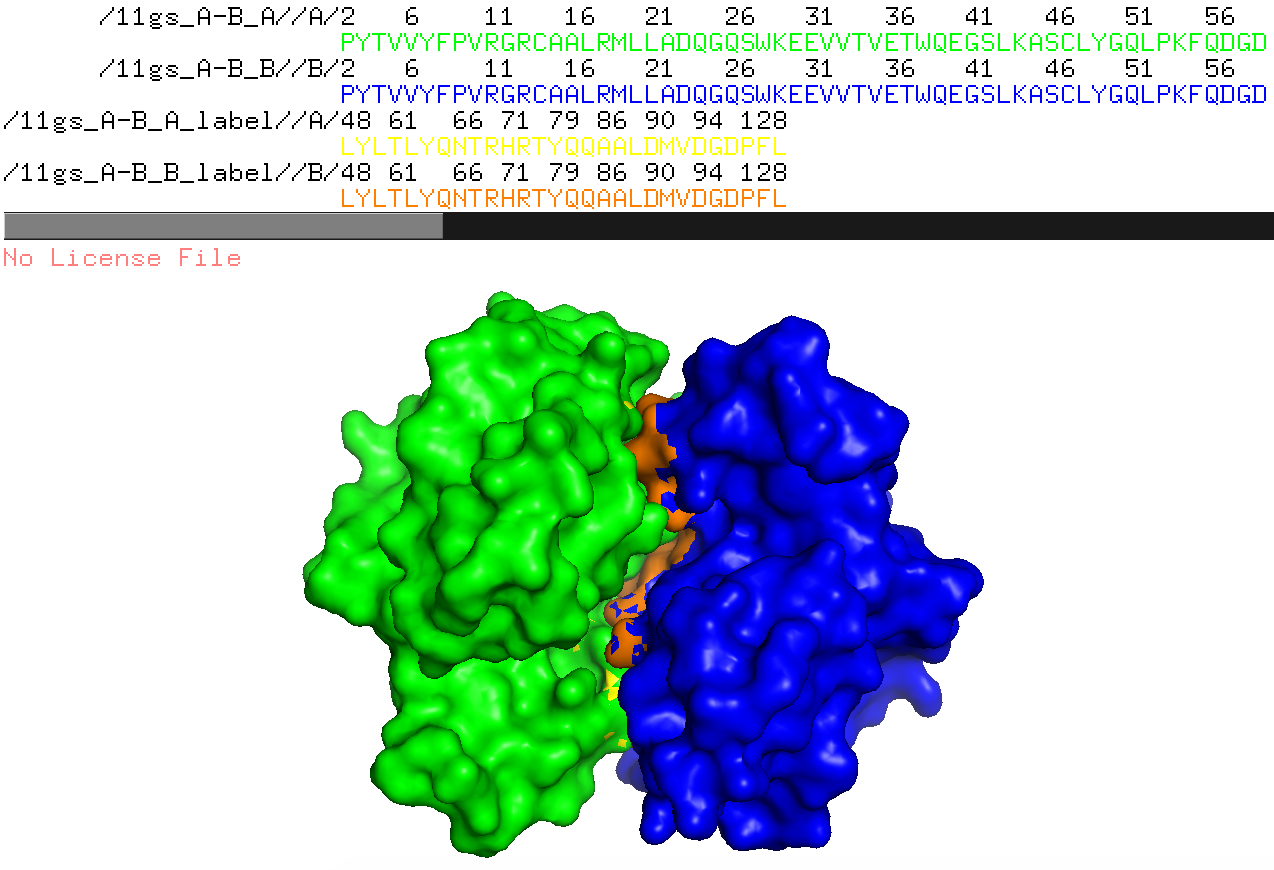 /11gs_A-B_A//A/2 6 11 16 21 26 31 36 41 46 51 56
PYTVVYFPVRGRCAALRMLLADQGQSWKEEVVTVETWQEGSLKASCLYGQLPKFQDGD
/11gs_A-B_B//B/2 6 11 16 21 26 31 36 41 46 51 56
PYTVVYFPVRGRCAALRMLLADQGQSWKEEVVTVETWQEGSLKASCLYGQLPKFQDGD
/11gs_A-B_A_label//A/48 61 66 71 79 86 90 94 128
LYLTLYQNTRHRTYQQAALDMVDGDPFL
/11gs_A-B_B_label//B/48 61 66 71 79 86 90 94 128
LYLTLYQNTRHRTYQQAALDMVDGDPFL
No License File